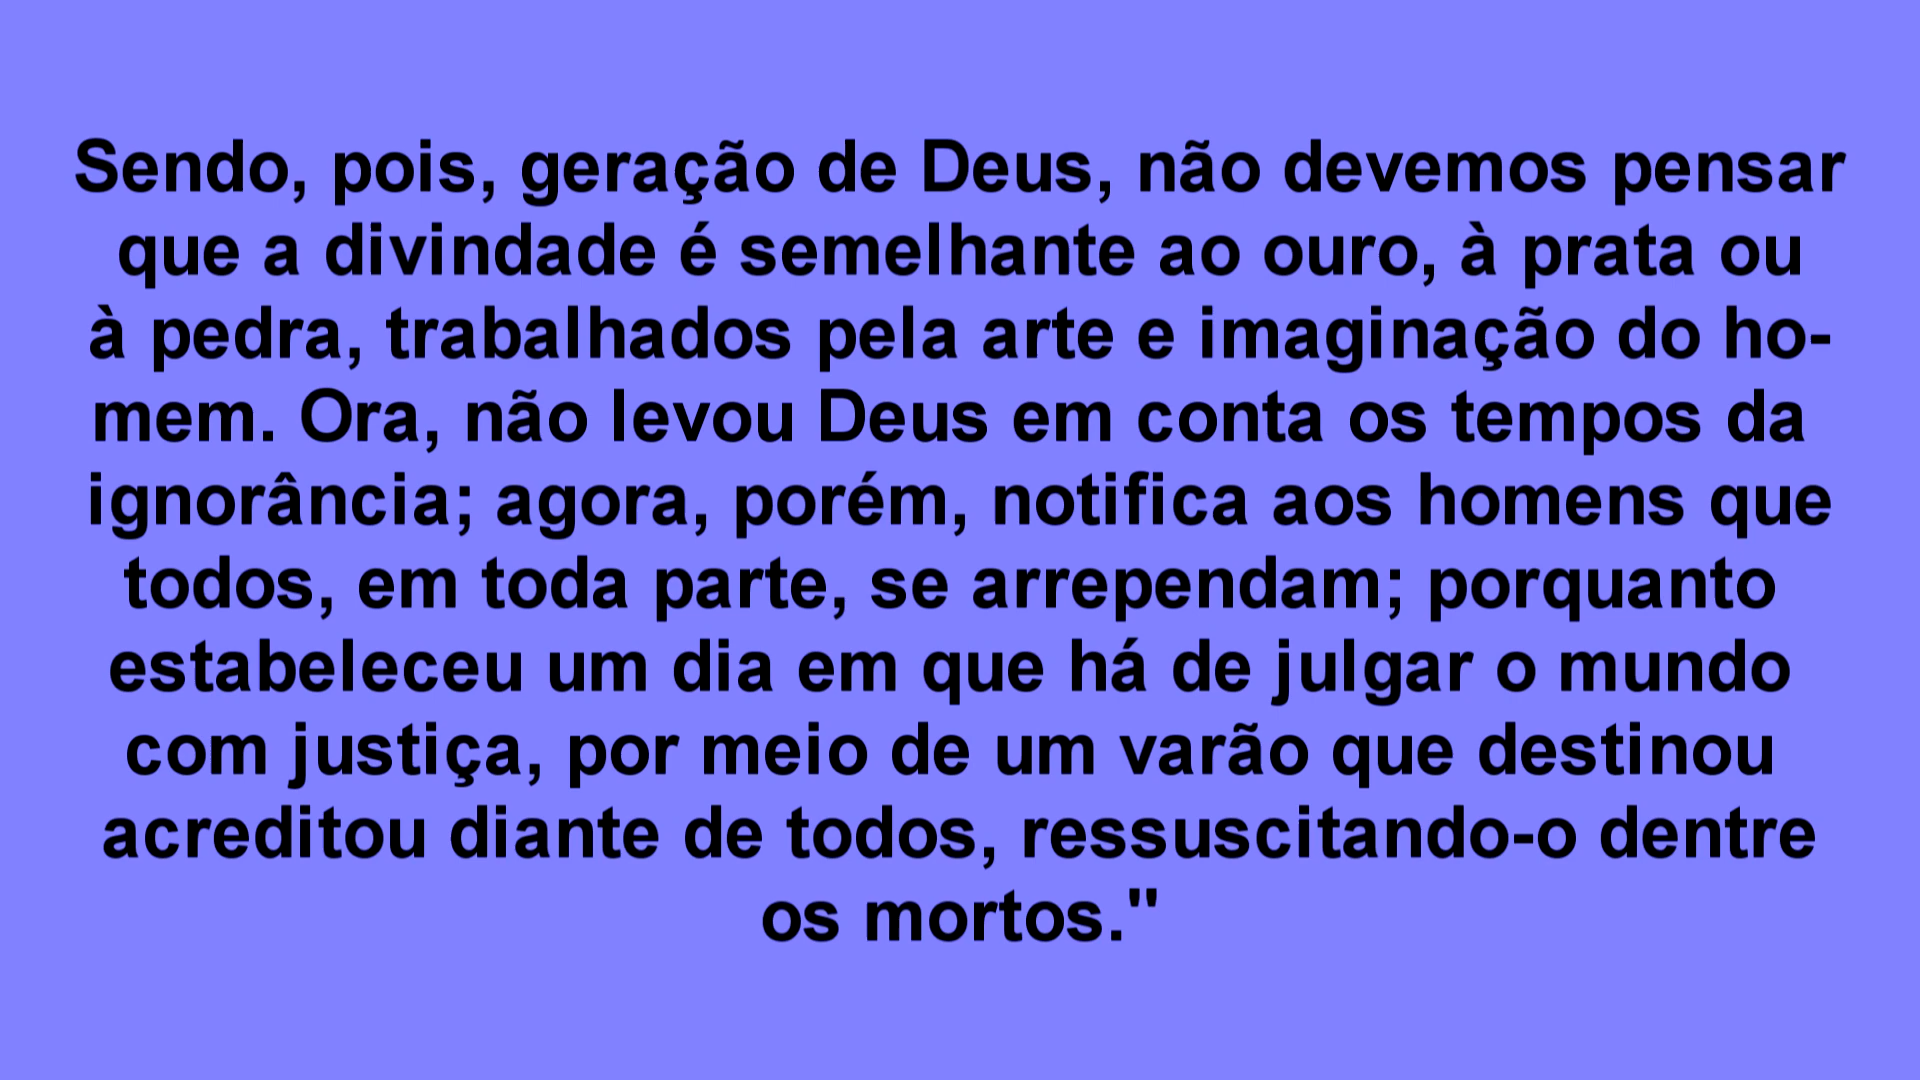 Sendo, pois, geração de Deus, não devemos pensar
que a divindade é semelhante ao ouro, à prata ou
à pedra, trabalhados pela arte e imaginação do ho-
mem. Ora, não levou Deus em conta os tempos da
ignorância; agora, porém, notifica aos homens que
todos, em toda parte, se arrependam; porquanto
estabeleceu um dia em que há de julgar o mundo
com justiça, por meio de um varão que destinou
acreditou diante de todos, ressuscitando-o dentre
os mortos."